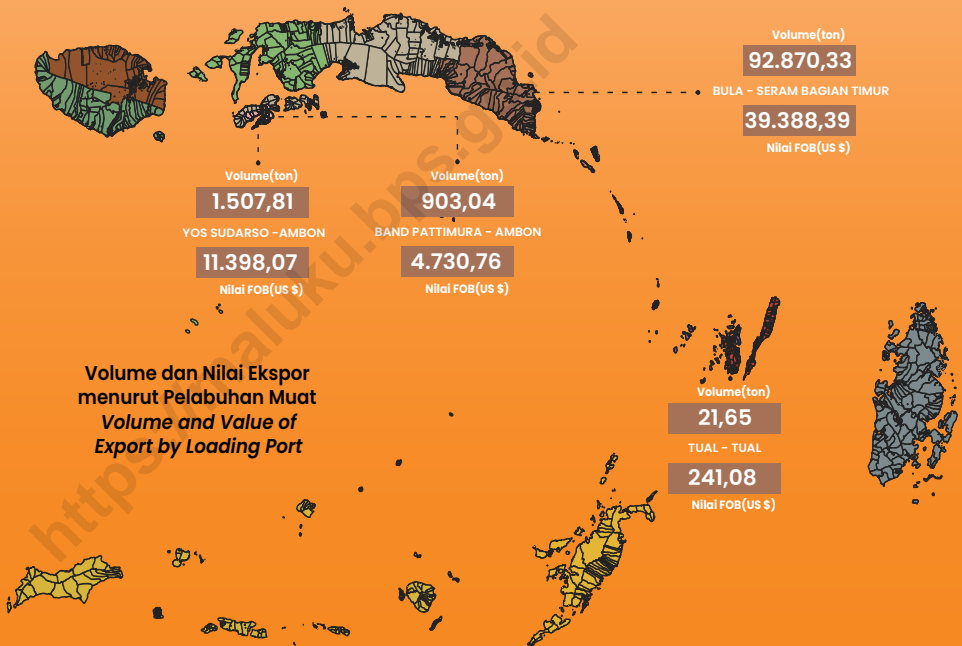 Volume(ton)
92.870,33
BULA - SERAM BAGIAN TIMUR
39.388,39
Nilai FOB(US $)
Volume(ton)
1.507,81
YOS SUDARSO -AMBON
11.398,07
Nilai FOB(US $)
Volume(ton)
903,04
BAND PATTIMURA - AMBON
4.730,76
Nilai FOB(US $)
Volume dan Nilai Ekspor
menurut Pelabuhan Muat
Volume and Value of
Export by Loading Port
Volume(ton)
21,65
TUAL - TUAL
241,08
Nilai FOB(US $)
https://maluku.bps.go.id